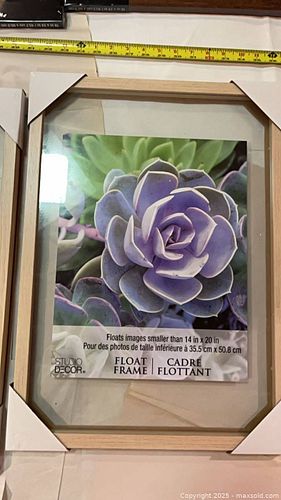 Floats images smaller than 14 in x 20 in
Pour des photos de taille inférieure à 35.5 cm x 50.8 cm
STUDIO
DECOR®
FLOAT
FRAME
CADRE
FLOTTANT
Copyright 2025 - maxsold.com